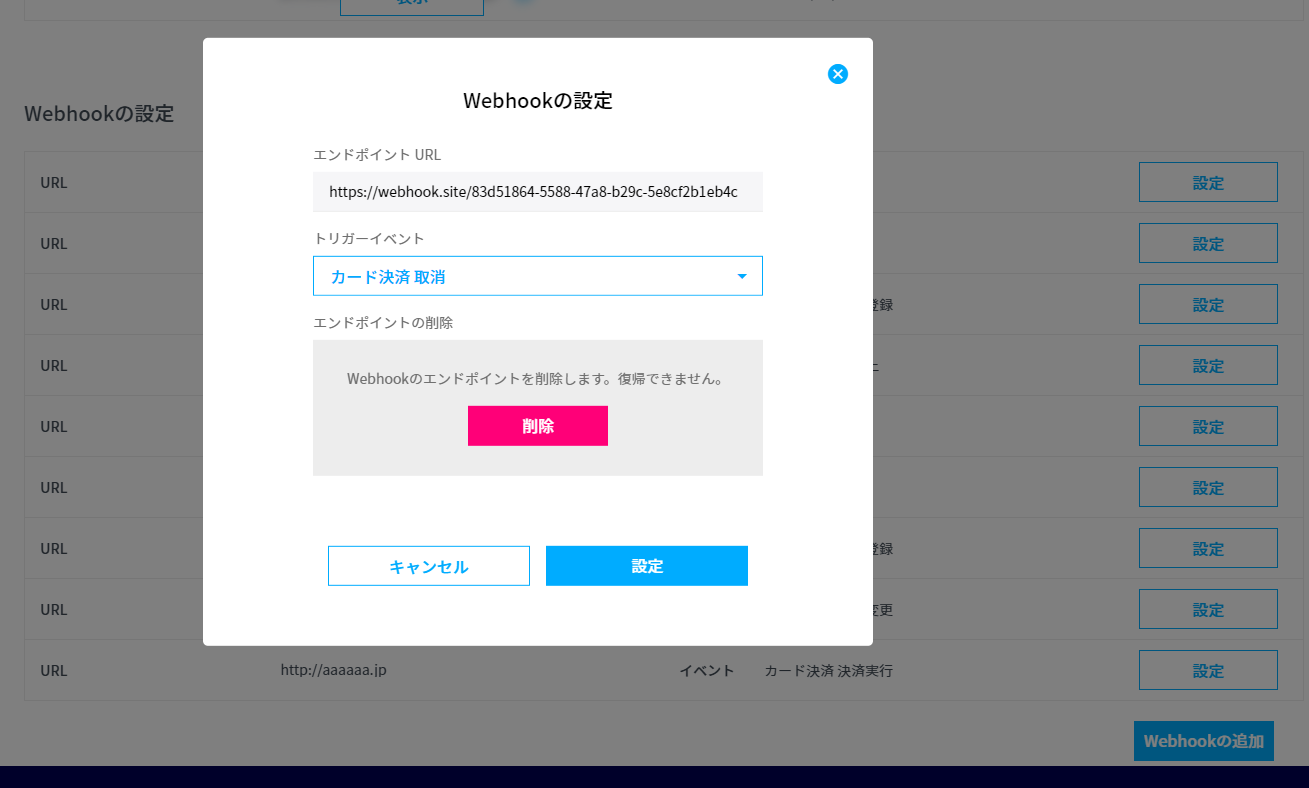 表示
Webhookの設定
Webhookの設定
エンドポイント URL
https://webhook.site/83d51864-5588-47a8-b29c-5e8cf2b1eb4c
トリガーイベント
カード決済 取消
エンドポイントの削除
Webhookのエンドポイントを削除します。復帰できません。
削除
キャンセル
設定
URL 設定
URL 設定
URL 登録 設定
URL 設定
URL 設定
URL 設定
URL 登録 設定
URL 変更 設定
URL http://aaaaaa.jp イベント カード決済 決済実行 設定
Webhookの追加